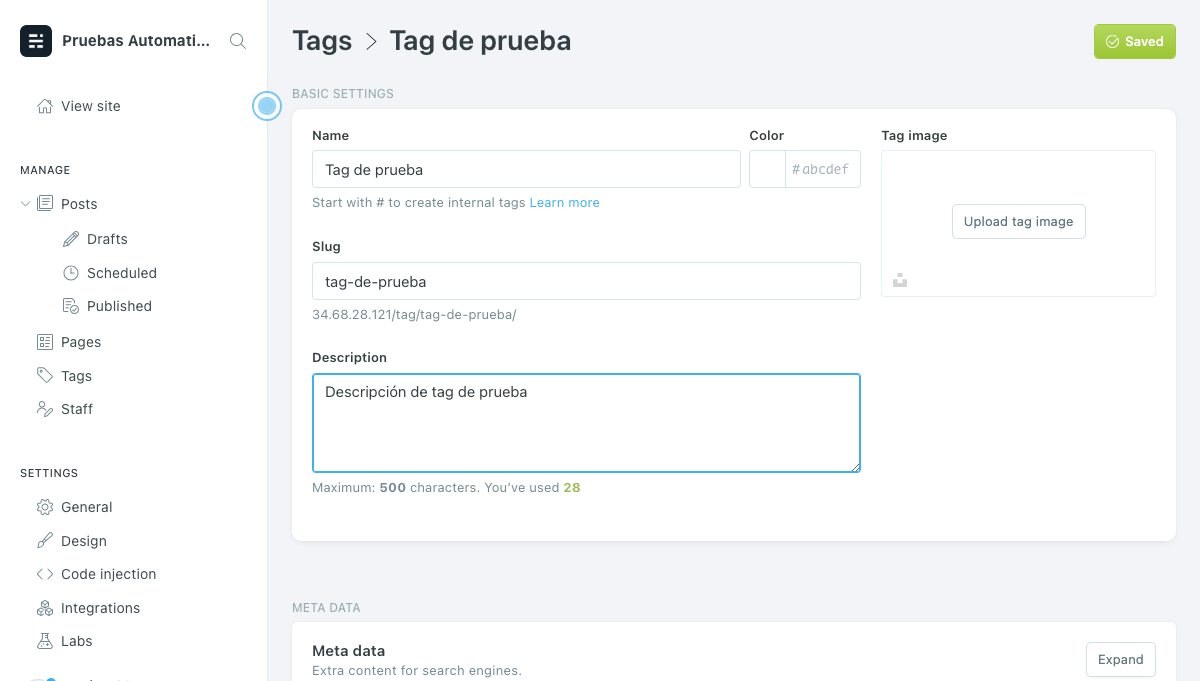 Pruebas Automati...
View site
MANAGE
Posts
Drafts
Scheduled
Published
Pages
Tags
Staff
SETTINGS
General
Design
Code injection
Integrations
Labs
Tags > Tag de prueba
Saved
BASIC SETTINGS
Name
Tag de prueba
Start with # to create internal tags Learn more
Color
#abcdef
Slug
tag-de-prueba
34.68.28.121/tag/tag-de-prueba/
Description
Descripción de tag de prueba
Maximum: 500 characters. You’ve used 28
Tag image
Upload tag image
META DATA
Meta data
Extra content for search engines.
Expand